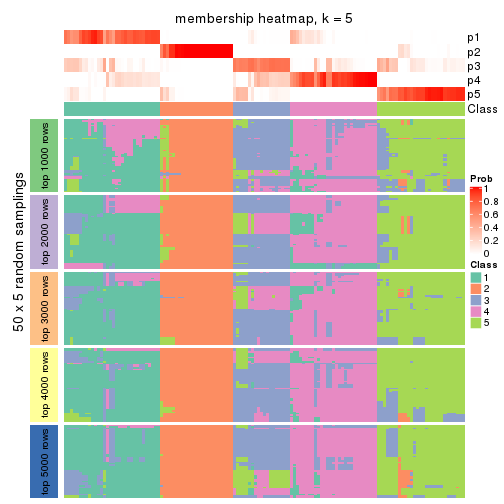 membership heatmap, k = 5
p1
p2
p3
p4
p5
Class
50 x 5 random samplings
top 1000 rows
top 2000 rows
top 3000 rows
top 4000 rows
top 5000 rows
Prob
1
0.8
0.6
0.4
0.2
0
Class
1
2
3
4
5